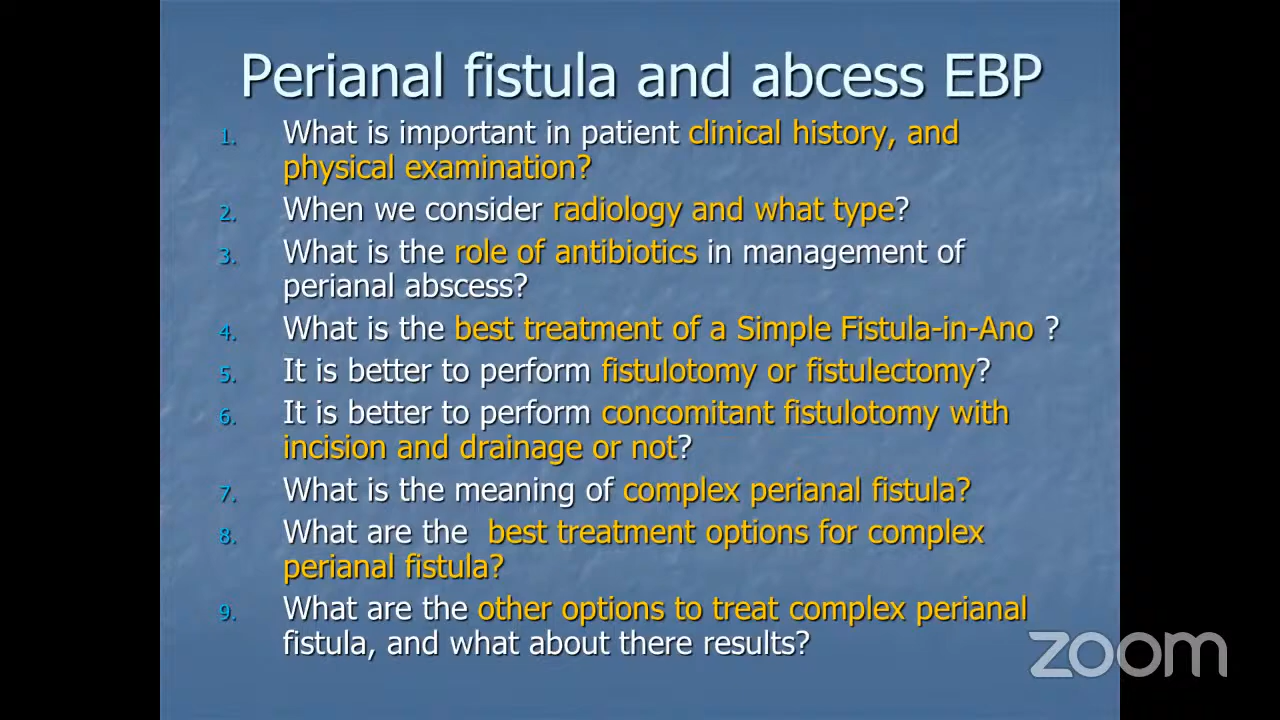 Perianal fistula and abcess EBP
1. What is important in patient clinical history, and
physical examination?
2. When we consider radiology and what type?
3. What is the role of antibiotics in management of
perianal abscess?
4. What is the best treatment of a Simple Fistula-in-Ano ?
5. It is better to perform fistulotomy or fistulectomy?
6. It is better to perform concomitant fistulotomy with
incision and drainage or not?
7. What is the meaning of complex perianal fistula?
8. What are the  best treatment options for complex
perianal fistula?
9. What are the other options to treat complex perianal
fistula, and what about there results?
zoom